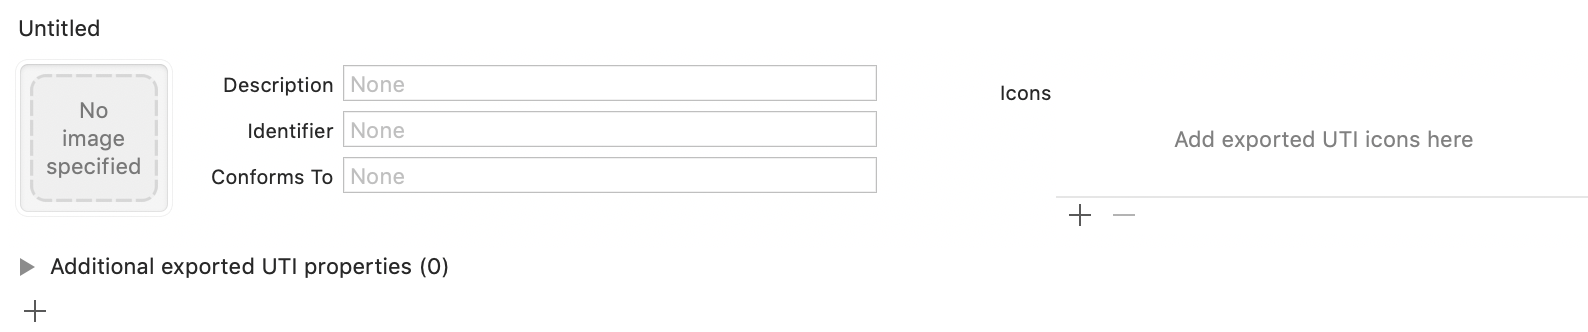 Untitled
No
image
specified
Description None
Identifier None
Conforms To None
Icons
Add exported UTI icons here
Additional exported UTI properties (0)